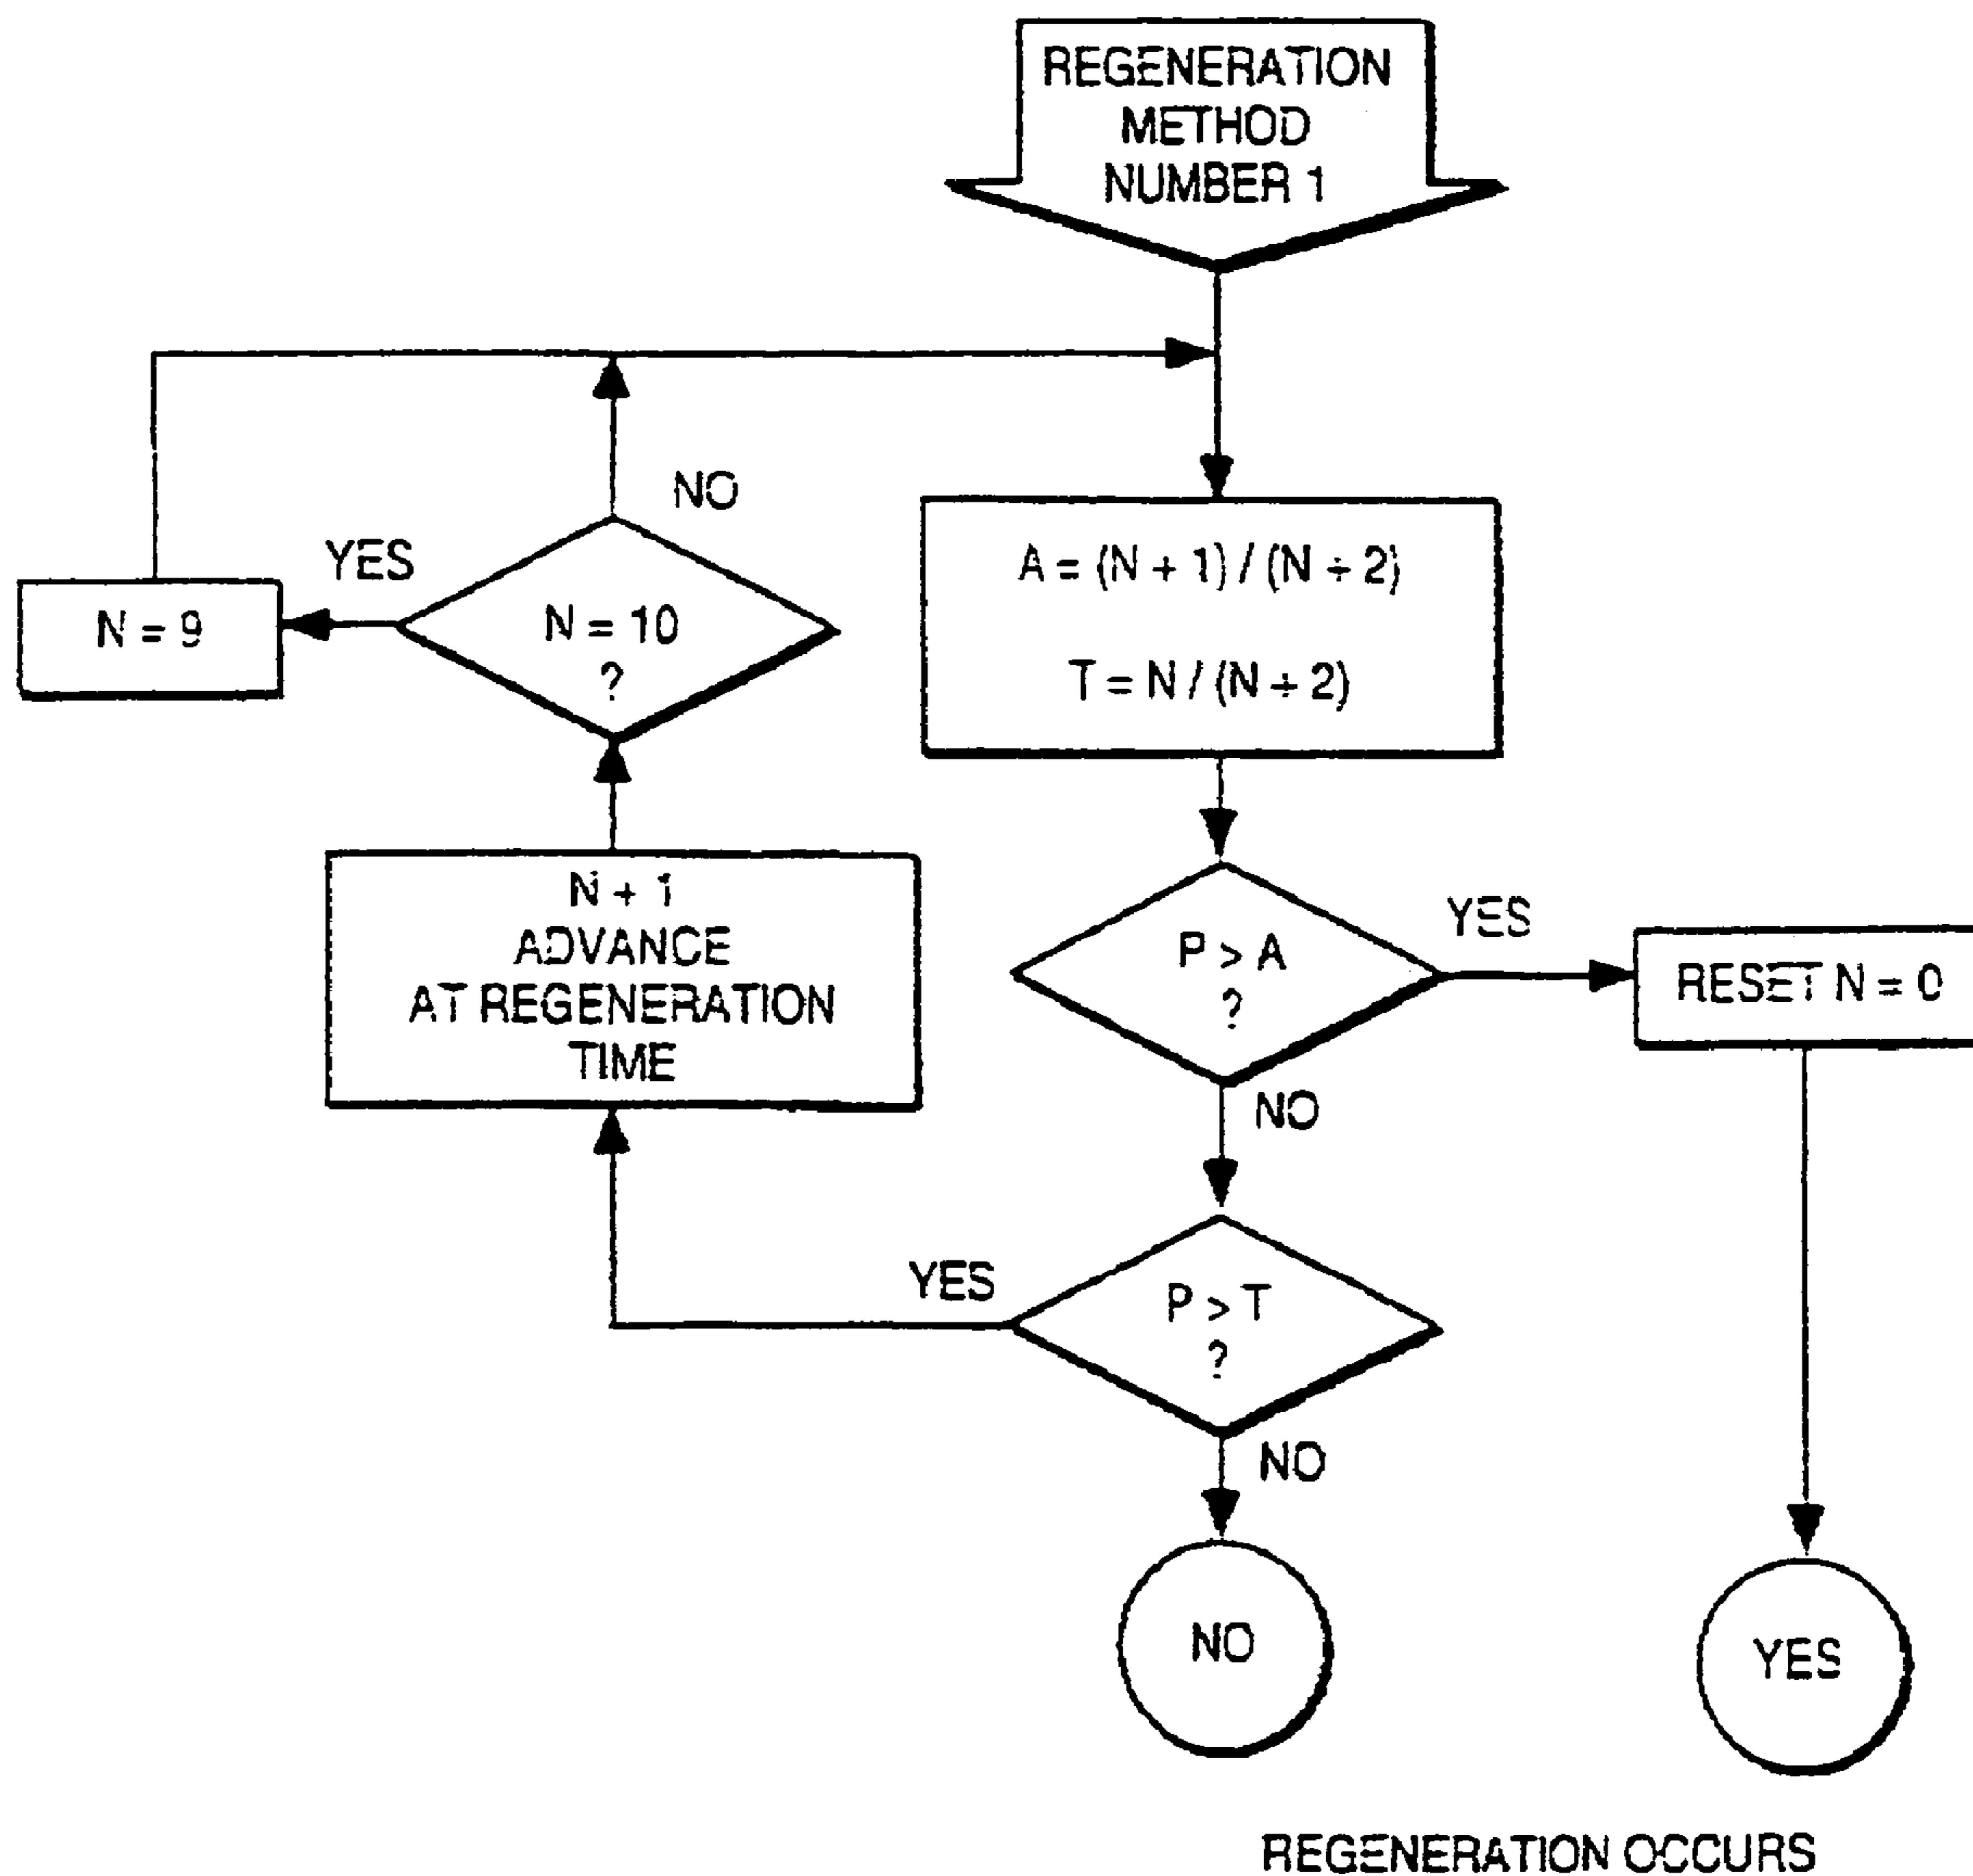 REGENERATION
METHOD
NUMBER 1
NO
YES
N = 9
N = 10
?
A = (N + 1) / (N ÷ 2)
T = N / (N ÷ 2)
N + 1
ADVANCE
AT REGENERATION
TIME
P > A
?
YES
RESET N = 0
NO
YES
P > T
?
NO
NO
YES
REGENERATION OCCURS